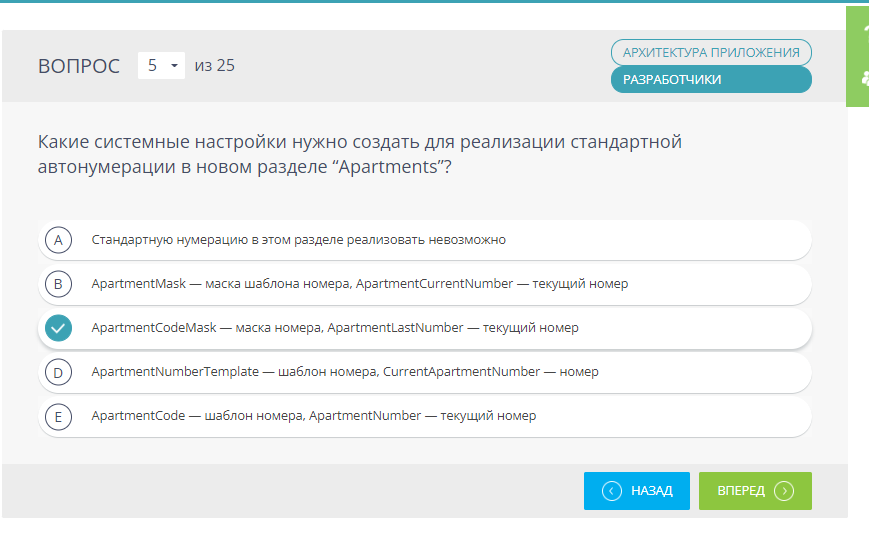 ВОПРОС 5 из 25
АРХИТЕКТУРА ПРИЛОЖЕНИЯ
РАЗРАБОТЧИКИ
Какие системные настройки нужно создать для реализации стандартной
автонумерации в новом разделе “Apartments”?
A Стандартную нумерацию в этом разделе реализовать невозможно
B ApartmentMask — маска шаблона номера, ApartmentCurrentNumber — текущий номер
ApartmentCodeMask — маска номера, ApartmentLastNumber — текущий номер
D ApartmentNumberTemplate — шаблон номера, CurrentApartmentNumber — номер
E ApartmentCode — шаблон номера, ApartmentNumber — текущий номер
НАЗАД ВПЕРЕД